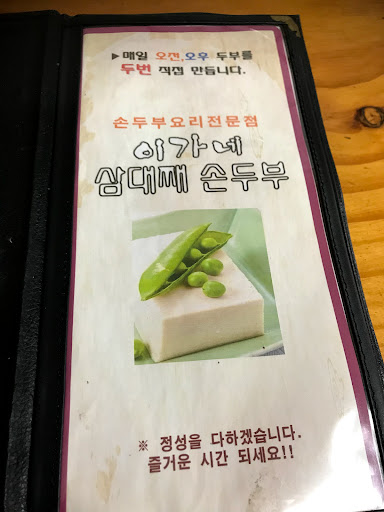 ▶매일 오전,오후 두부를
두번 직접 만듭니다.
손두부요리전문점
이가네
삼대째 손두부
※ 정성을 다하겠습니다.
즐거운 시간 되세요!!